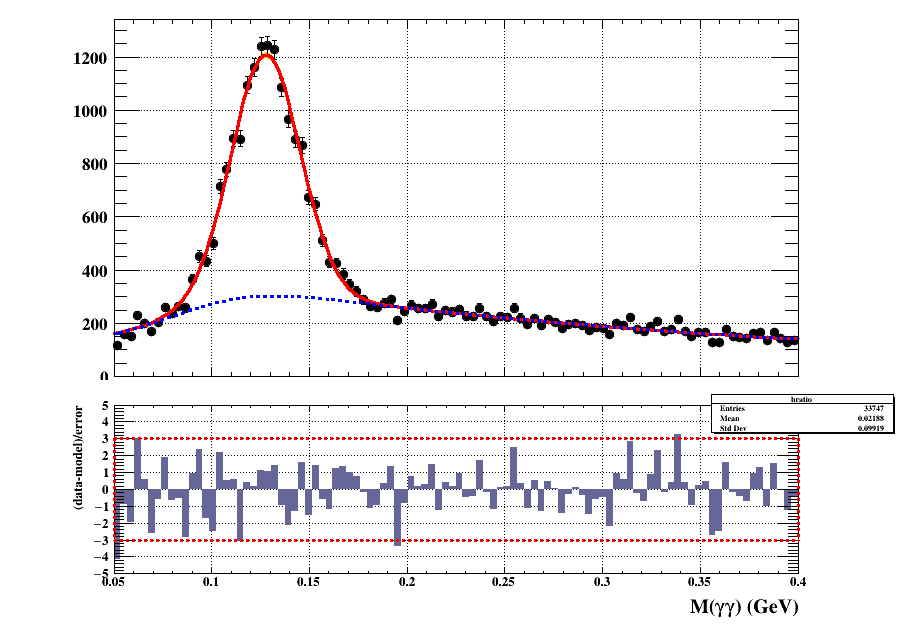 1200
1000
800
600
400
200
0
hratio
Entries 33747
Mean 0.02188
Std Dev 0.09919
(data-model)/error
5
4
3
2
1
0
−1
−2
−3
−4
−5
0.05 0.1 0.15 0.2 0.25 0.3 0.35 0.4
M(γγ) (GeV)